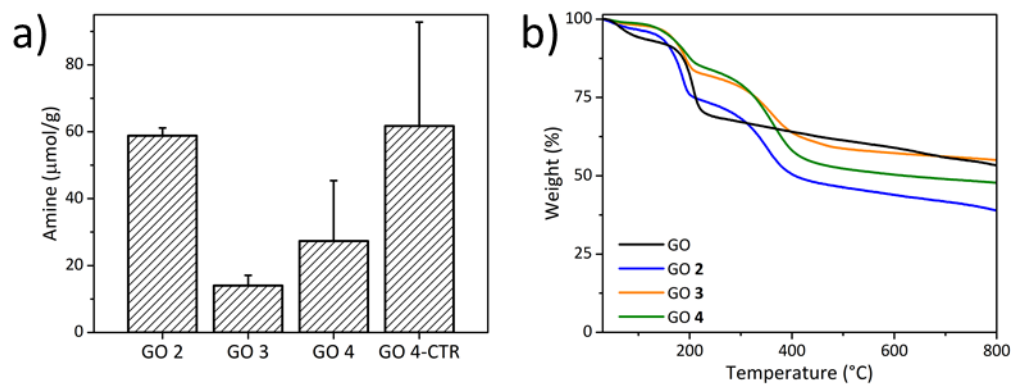 a)
Amine (μmol/g)
80
60
40
20
0
GO 2
GO 3
GO 4
GO 4-CTR
b)
Weight (%)
100
75
50
25
0
GO
GO 2
GO 3
GO 4
200
400
600
800
Temperature (°C)